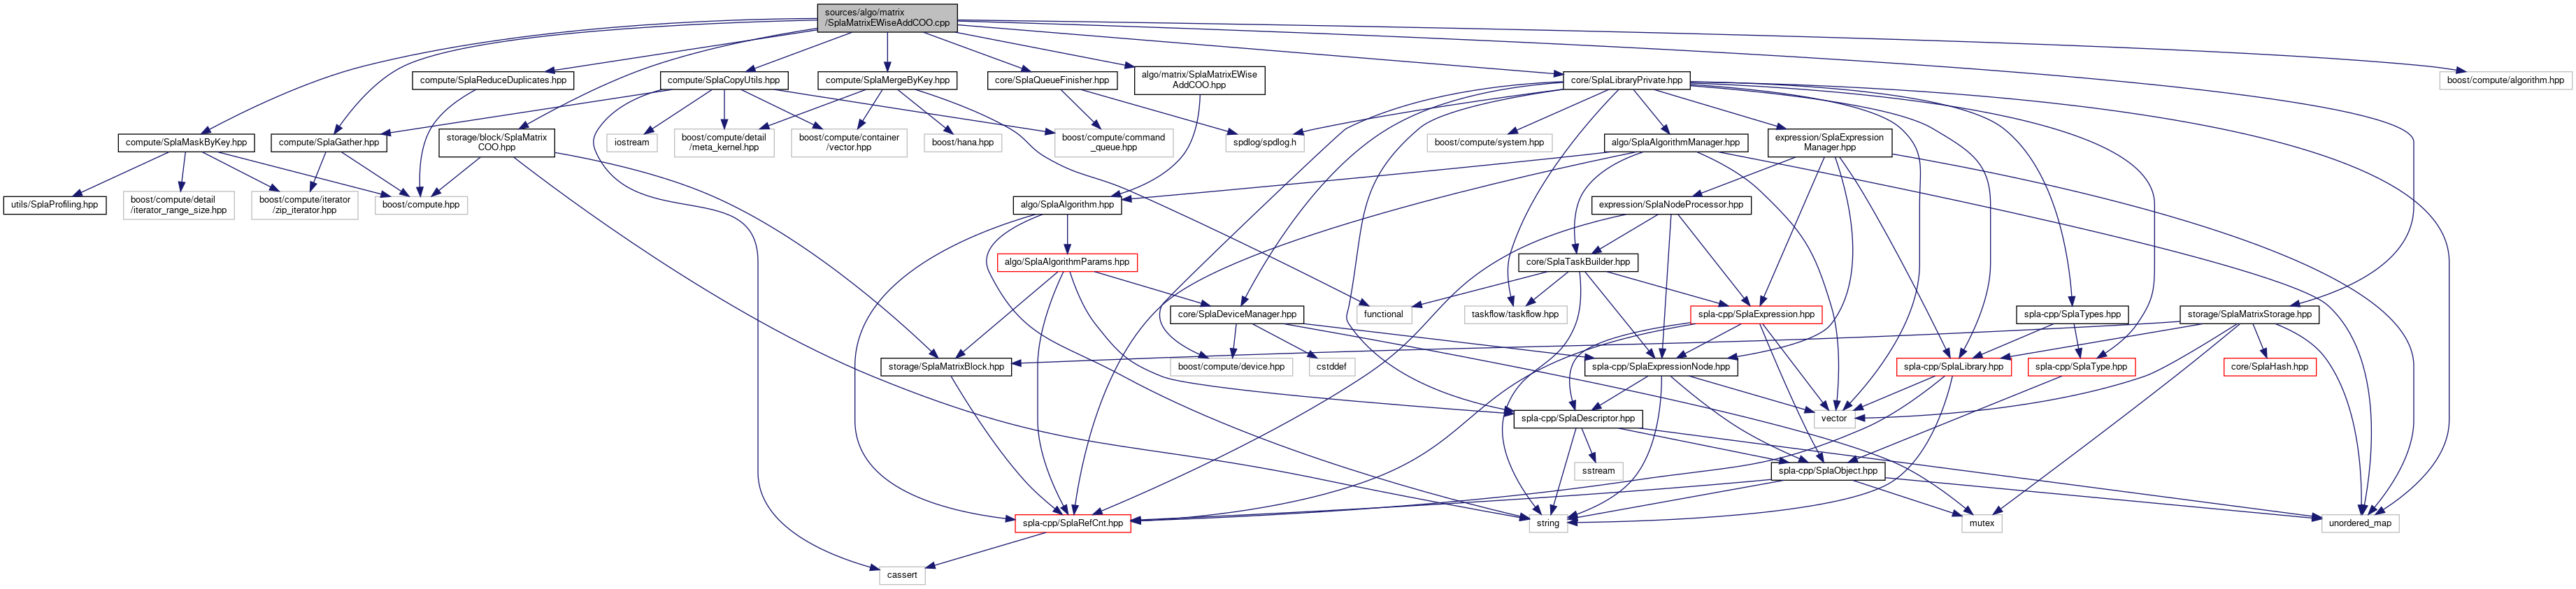 sources/algo/matrix
/SplaMatrixEWiseAddCOO.cpp
compute/SplaReduceDuplicates.hpp
compute/SplaCopyUtils.hpp
compute/SplaMergeByKey.hpp
core/SplaQueueFinisher.hpp
algo/matrix/SplaMatrixEWise
AddCOO.hpp
core/SplaLibraryPrivate.hpp
boost/compute/algorithm.hpp
compute/SplaMaskByKey.hpp
compute/SplaGather.hpp
storage/block/SplaMatrix
COO.hpp
iostream
boost/compute/detail
/meta_kernel.hpp
boost/compute/container
/vector.hpp
boost/hana.hpp
boost/compute/command
_queue.hpp
spdlog/spdlog.h
boost/compute/system.hpp
algo/SplaAlgorithmManager.hpp
expression/SplaExpression
Manager.hpp
utils/SplaProfiling.hpp
boost/compute/detail
/iterator_range_size.hpp
boost/compute/iterator
/zip_iterator.hpp
boost/compute.hpp
algo/SplaAlgorithm.hpp
expression/SplaNodeProcessor.hpp
algo/SplaAlgorithmParams.hpp
core/SplaTaskBuilder.hpp
core/SplaDeviceManager.hpp
functional
taskflow/taskflow.hpp
spla-cpp/SplaExpression.hpp
spla-cpp/SplaTypes.hpp
storage/SplaMatrixStorage.hpp
storage/SplaMatrixBlock.hpp
boost/compute/device.hpp
cstddef
spla-cpp/SplaExpressionNode.hpp
spla-cpp/SplaLibrary.hpp
spla-cpp/SplaType.hpp
core/SplaHash.hpp
spla-cpp/SplaDescriptor.hpp
vector
sstream
spla-cpp/SplaObject.hpp
spla-cpp/SplaRefCnt.hpp
string
mutex
unordered_map
cassert